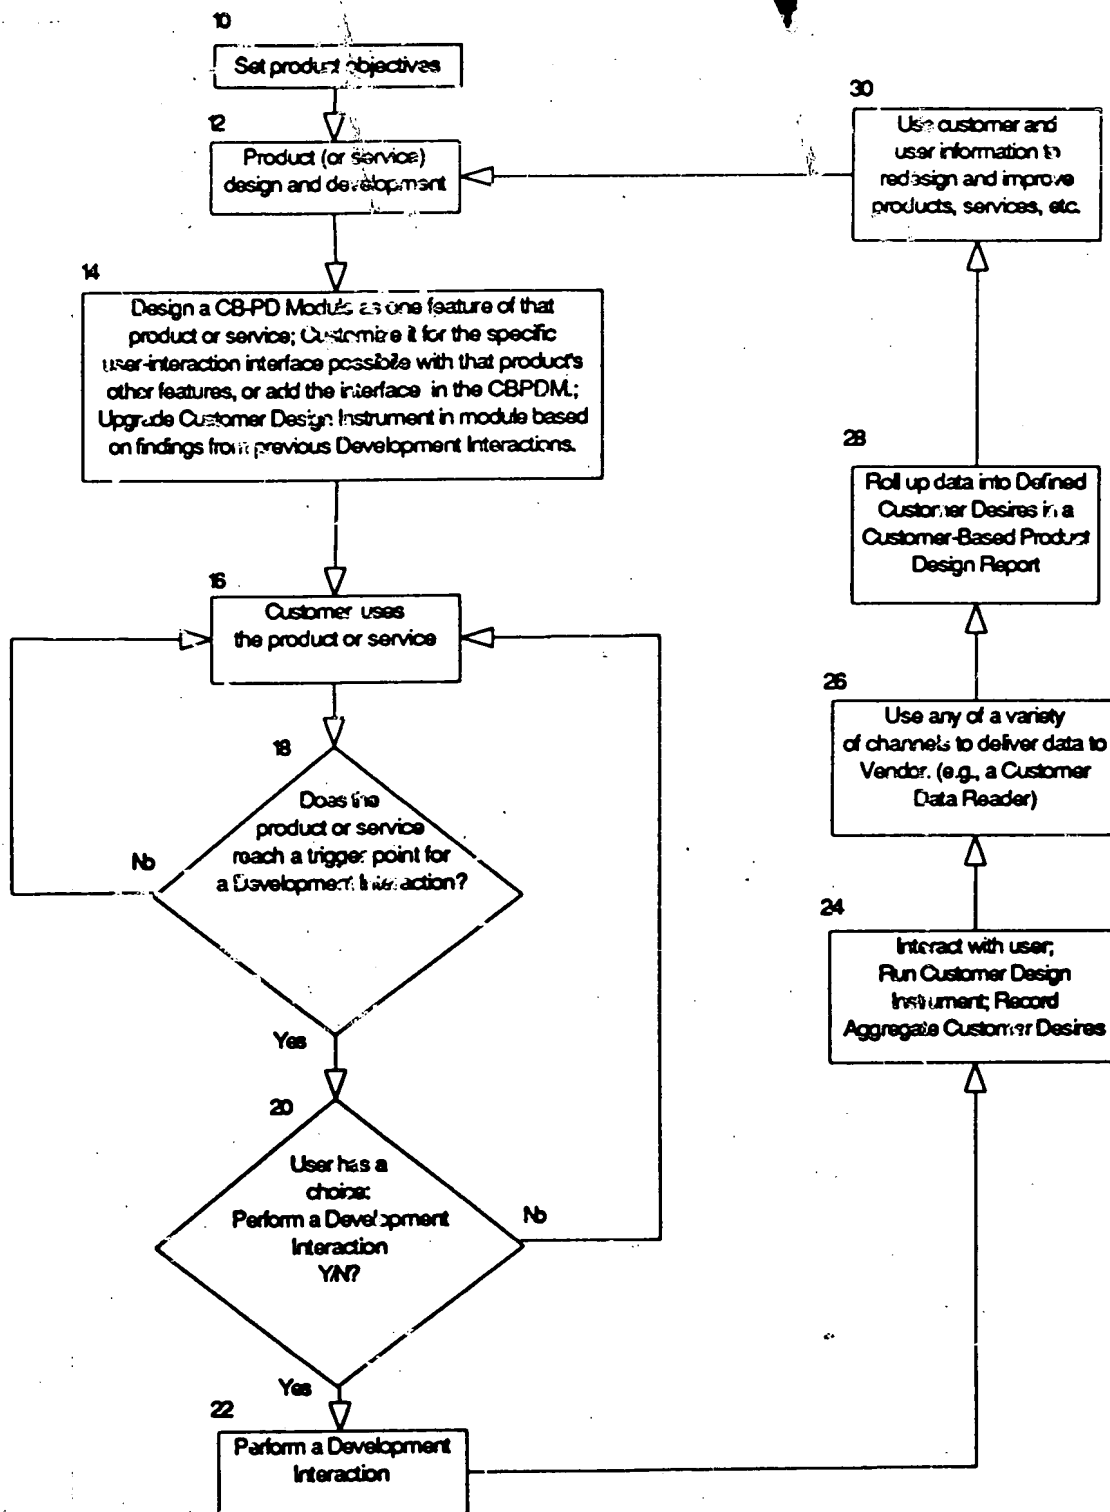 10
Set product objectives
12
Product (or service)
design and development
14
Design a CB-PD Module as one feature of that
product or service; Customize it for the specific
user-interaction interface possible with that product's
other features, or add the interface in the CBPDM.;
Upgrade Customer Design Instrument in module based
on findings from previous Development Interactions.
16
Customer uses
the product or service
18
Does the
product or service
reach a trigger point for
a Development Interaction?
No
Yes
20
User has a
choice:
Perform a Development
Interaction
Y/N?
No
Yes
22
Perform a Development
Interaction
24
Interact with user;
Run Customer Design
Instrument; Record
Aggregate Customer Desires
26
Use any of a variety
of channels to deliver data to
Vendor. (e.g., a Customer
Data Reader)
28
Roll up data into Defined
Customer Desires in a
Customer-Based Product
Design Report
30
Use customer and
user information to
redesign and improve
products, services, etc.